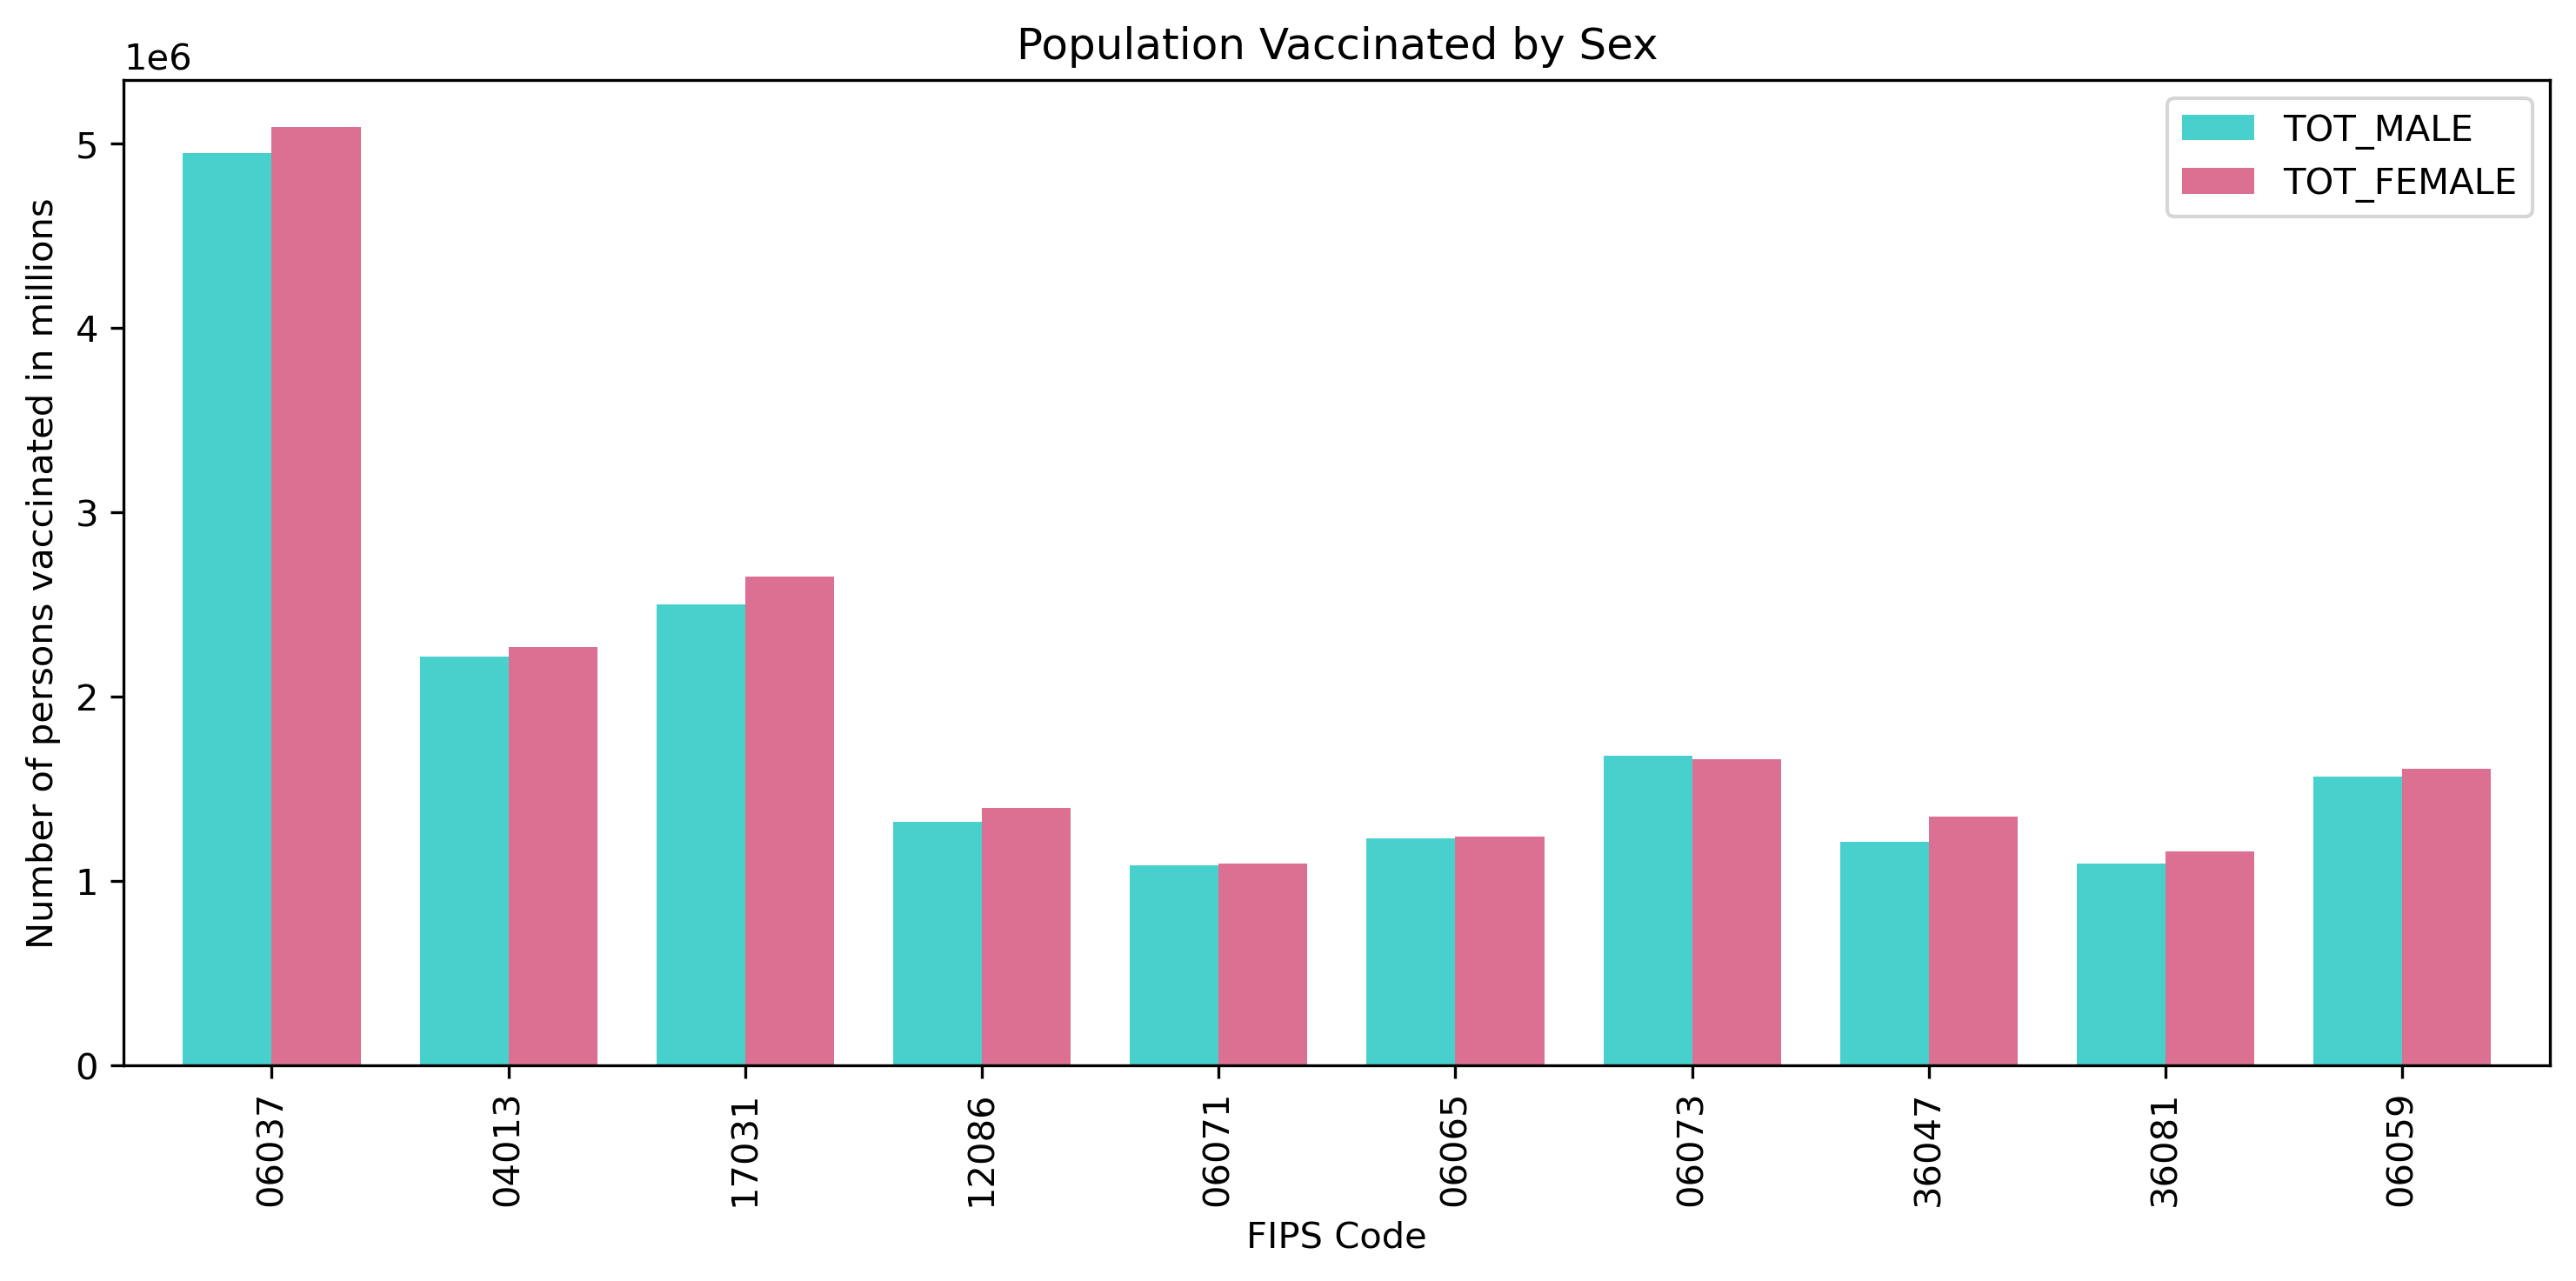 Population Vaccinated by Sex
1e6
TOT_MALE
TOT_FEMALE
Number of persons vaccinated in millions
5
4
3
2
1
0
06037
04013
17031
12086
06071
06065
06073
36047
36081
06059
FIPS Code